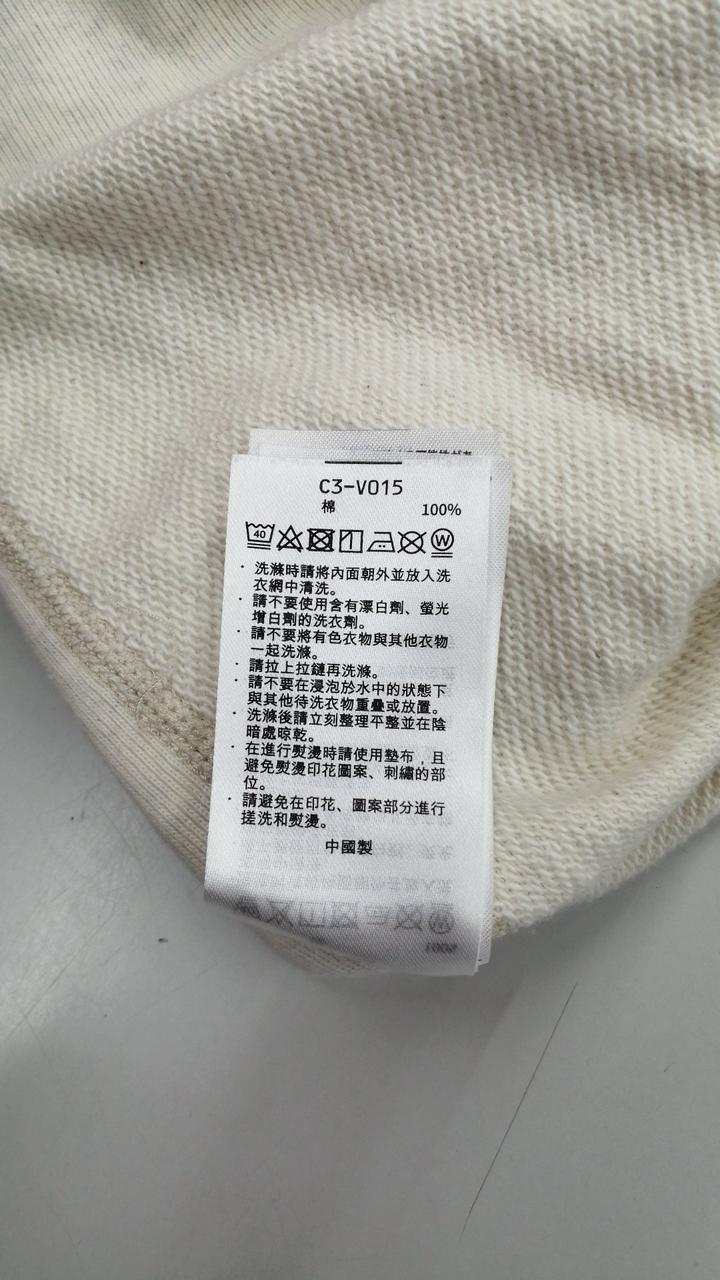 C3-V015
棉 100%
40 W
· 洗滌時請將內面朝外並放入洗
衣網中清洗。
· 請不要使用含有漂白劑、螢光
增白劑的洗衣劑。
· 請不要將有色衣物與其他衣物
一起洗滌。
· 請拉上拉鏈再洗滌。
· 請不要在浸泡於水中的狀態下
與其他待洗衣物重疊或放置。
· 洗滌後請立刻整理平整並在陰
暗處晾乾。
· 在進行熨燙時請使用墊布，且
避免熨燙印花圖案、刺繡的部
位。
· 請避免在印花、圖案部分進行
搓洗和熨燙。
中國製